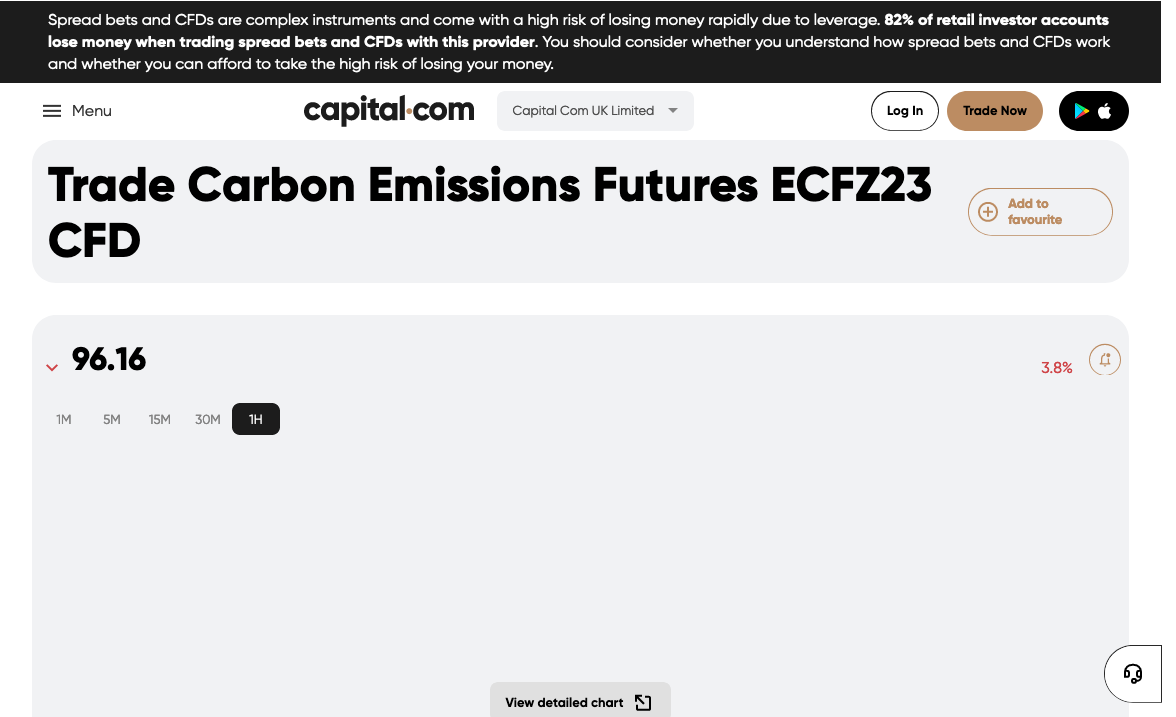 Spread bets and CFDs are complex instruments and come with a high risk of losing money rapidly due to leverage. 82% of retail investor accounts
lose money when trading spread bets and CFDs with this provider. You should consider whether you understand how spread bets and CFDs work
and whether you can afford to take the high risk of losing your money.
Menu
capital.com
Capital Com UK Limited
Log In
Trade Now
Trade Carbon Emissions Futures ECFZ23
CFD
Add to
favourite
96.16
3.8%
1M
5M
15M
30M
1H
View detailed chart